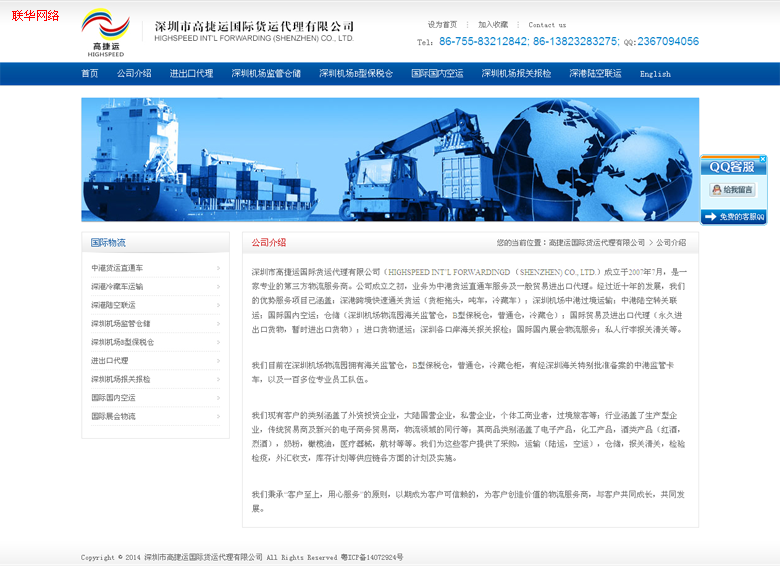 联华网络
高捷运
HIGHSPEED
深圳市高捷运国际货运代理有限公司
HIGHSPEED INT'L FORWARDING (SHENZHEN) CO., LTD.
设为首页 ┊ 加入收藏 ┊ Contact us
Tel: 86-755-83212842; 86-13823283275; QQ:2367094056
首页 公司介绍 进出口代理 深圳机场监管仓储 深圳机场B型保税仓 国际国内空运 深圳机场报关报检 深港陆空联运 English
QQ客服
给我留言
免费的客服QQ
国际物流
中港货运直通车
深港冷藏车运输
深港陆空联运
深圳机场监管仓储
深圳机场B型保税仓
进出口代理
深圳机场报关报检
国际国内空运
国际展会物流
公司介绍
您的当前位置：高捷运国际货运代理有限公司 > 公司介绍
深圳市高捷运国际货运代理有限公司（HIGHSPEED INT'L FORWARDINGD （SHENZHEN) CO., LTD.）成立于2007年7月，是一
家专业的第三方物流服务商。公司成立之初，业务为中港货运直通车服务及一般贸易进出口代理。经过近十年的发展，我们
的优势服务项目已涵盖：深港跨境快速通关货运（货柜拖头，吨车，冷藏车）；深圳机场中港过境运输；中港陆空转关联
运；国际国内空运；仓储（深圳机场物流园海关监管仓，B型保税仓，普通仓，冷藏仓）；国际贸易及进出口代理（永久进
出口货物，暂时进出口货物）；进口货物退运；深圳各口岸海关报关报检；国际国内展会物流服务；私人行李报关清关等。
我们目前在深圳机场物流园拥有海关监管仓，B型保税仓，普通仓，冷藏仓柜，有经深圳海关特别批准备案的中港监管卡
车，以及一百多位专业员工队伍。
我们现有客户的类别涵盖了外资投资企业，大陆国营企业，私营企业，个体工商业者，过境旅客等；行业涵盖了生产型企
业，传统贸易商及新兴的电子商务贸易商，物流领域的同行等；其商品类别涵盖了电子产品，化工产品，酒类产品（红酒，
烈酒），奶粉，橄榄油，医疗器械，航材等等。我们为这些客户提供了采购，运输（陆运，空运），仓储，报关清关，检验
检疫，外汇收支，库存计划等供应链各方面的计划及实施。
我们秉承“客户至上，用心服务”的原则，以期成为客户可信赖的，为客户创造价值的物流服务商，与客户共同成长，共同发
展。
Copyright © 2014 深圳市高捷运国际货运代理有限公司 All Rights Reserved 粤ICP备14072924号